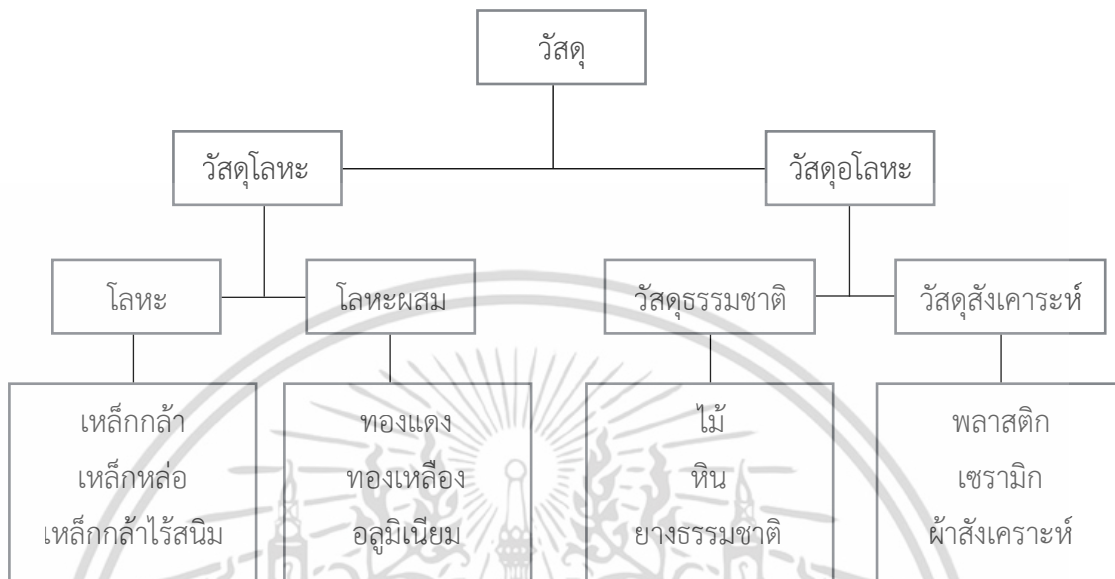 วัสดุ
วัสดุโลหะ
วัสดุอโลหะ
โลหะ
โลหะผสม
วัสดุธรรมชาติ
วัสดุสังเคาระห์
เหล็กกล้า
เหล็กหล่อ
เหล็กกล้าไร้สนิม
ทองแดง
ทองเหลือง
อลูมิเนียม
ไม้
หิน
ยางธรรมชาติ
พลาสติก
เซรามิก
ผ้าสังเคราะห์